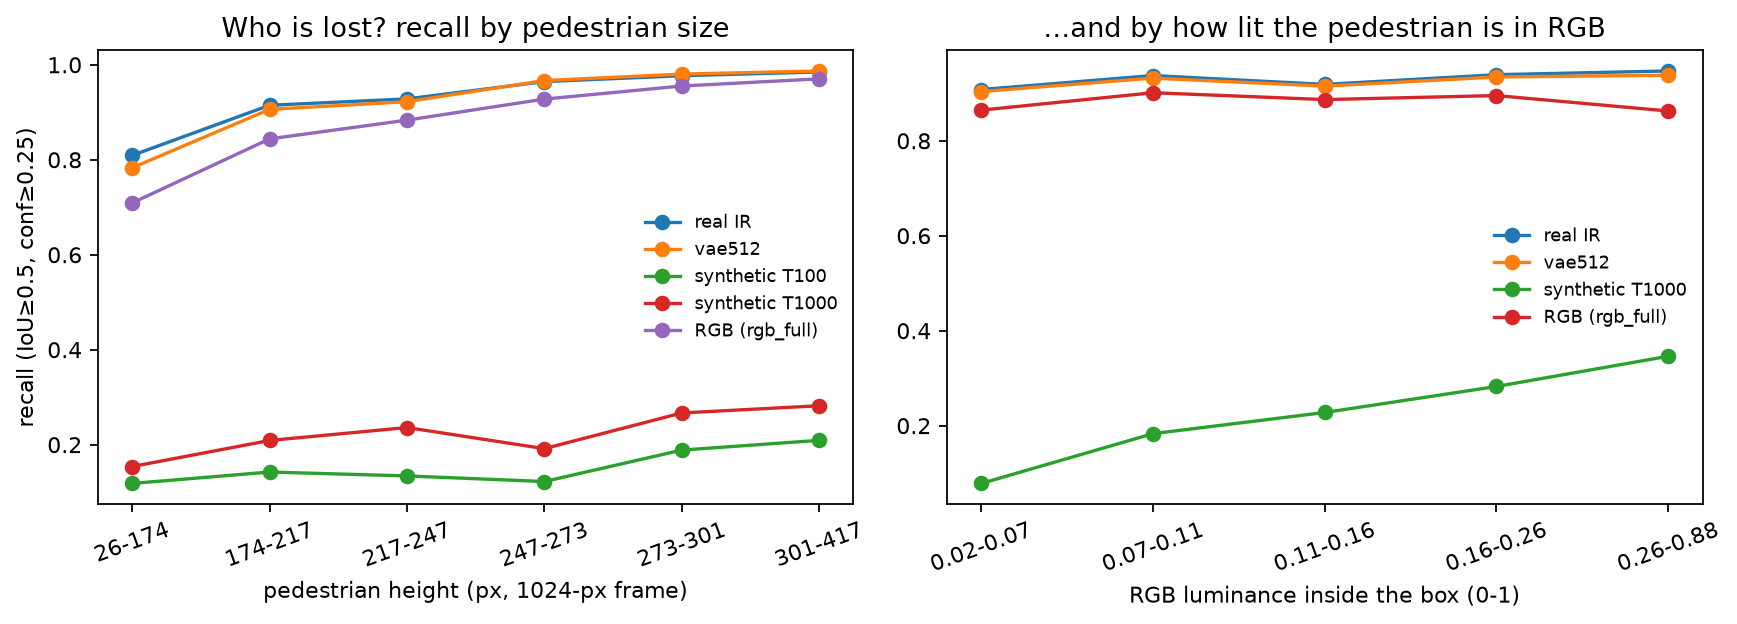 Who is lost? recall by pedestrian size
recall (IoU≥0.5, conf≥0.25)
1.0
0.8
0.6
0.4
0.2
real IR
vae512
synthetic T100
synthetic T1000
RGB (rgb_full)
26-174
174-217
217-247
247-273
273-301
301-417
pedestrian height (px, 1024-px frame)
...and by how lit the pedestrian is in RGB
0.8
0.6
0.4
0.2
real IR
vae512
synthetic T1000
RGB (rgb_full)
0.02-0.07
0.07-0.11
0.11-0.16
0.16-0.26
0.26-0.88
RGB luminance inside the box (0-1)